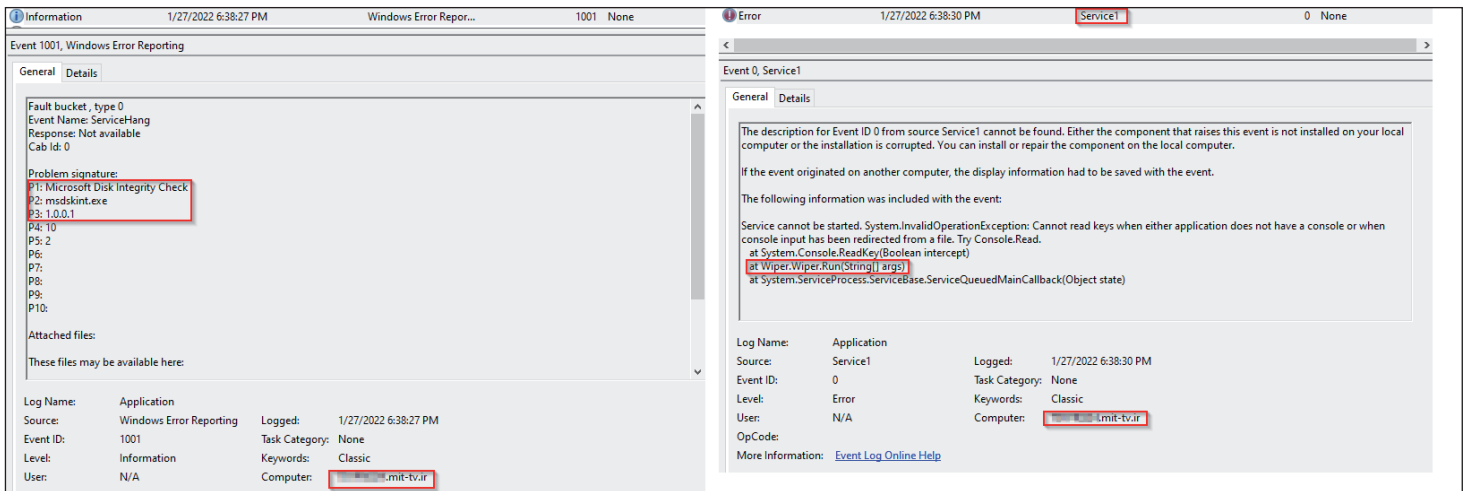 Information 1/27/2022 6:38:27 PM Windows Error Repor... 1001 None
Event 1001, Windows Error Reporting
General Details
Fault bucket , type 0
Event Name: ServiceHang
Response: Not available
Cab Id: 0
Problem signature:
P1: Microsoft Disk Integrity Check
P2: msdskint.exe
P3: 1.0.0.1
P4: 10
P5: 2
P6:
P7:
P8:
P9:
P10:
Attached files:
These files may be available here:
Log Name: Application
Source: Windows Error Reporting Logged: 1/27/2022 6:38:27 PM
Event ID: 1001 Task Category: None
Level: Information Keywords: Classic
User: N/A Computer: .mit-tv.ir
Error 1/27/2022 6:38:30 PM Service1 0 None
Event 0, Service1
General Details
The description for Event ID 0 from source Service1 cannot be found. Either the component that raises this event is not installed on your local
computer or the installation is corrupted. You can install or repair the component on the local computer.
If the event originated on another computer, the display information had to be saved with the event.
The following information was included with the event:
Service cannot be started. System.InvalidOperationException: Cannot read keys when either application does not have a console or when
console input has been redirected from a file. Try Console.Read.
at System.Console.ReadKey(Boolean intercept)
at Wiper.Wiper.Run(String[] args)
at System.ServiceProcess.ServiceBase.ServiceQueuedMainCallback(Object state)
Log Name: Application
Source: Service1 Logged: 1/27/2022 6:38:30 PM
Event ID: 0 Task Category: None
Level: Error Keywords: Classic
User: N/A Computer: .mit-tv.ir
OpCode:
More Information: Event Log Online Help